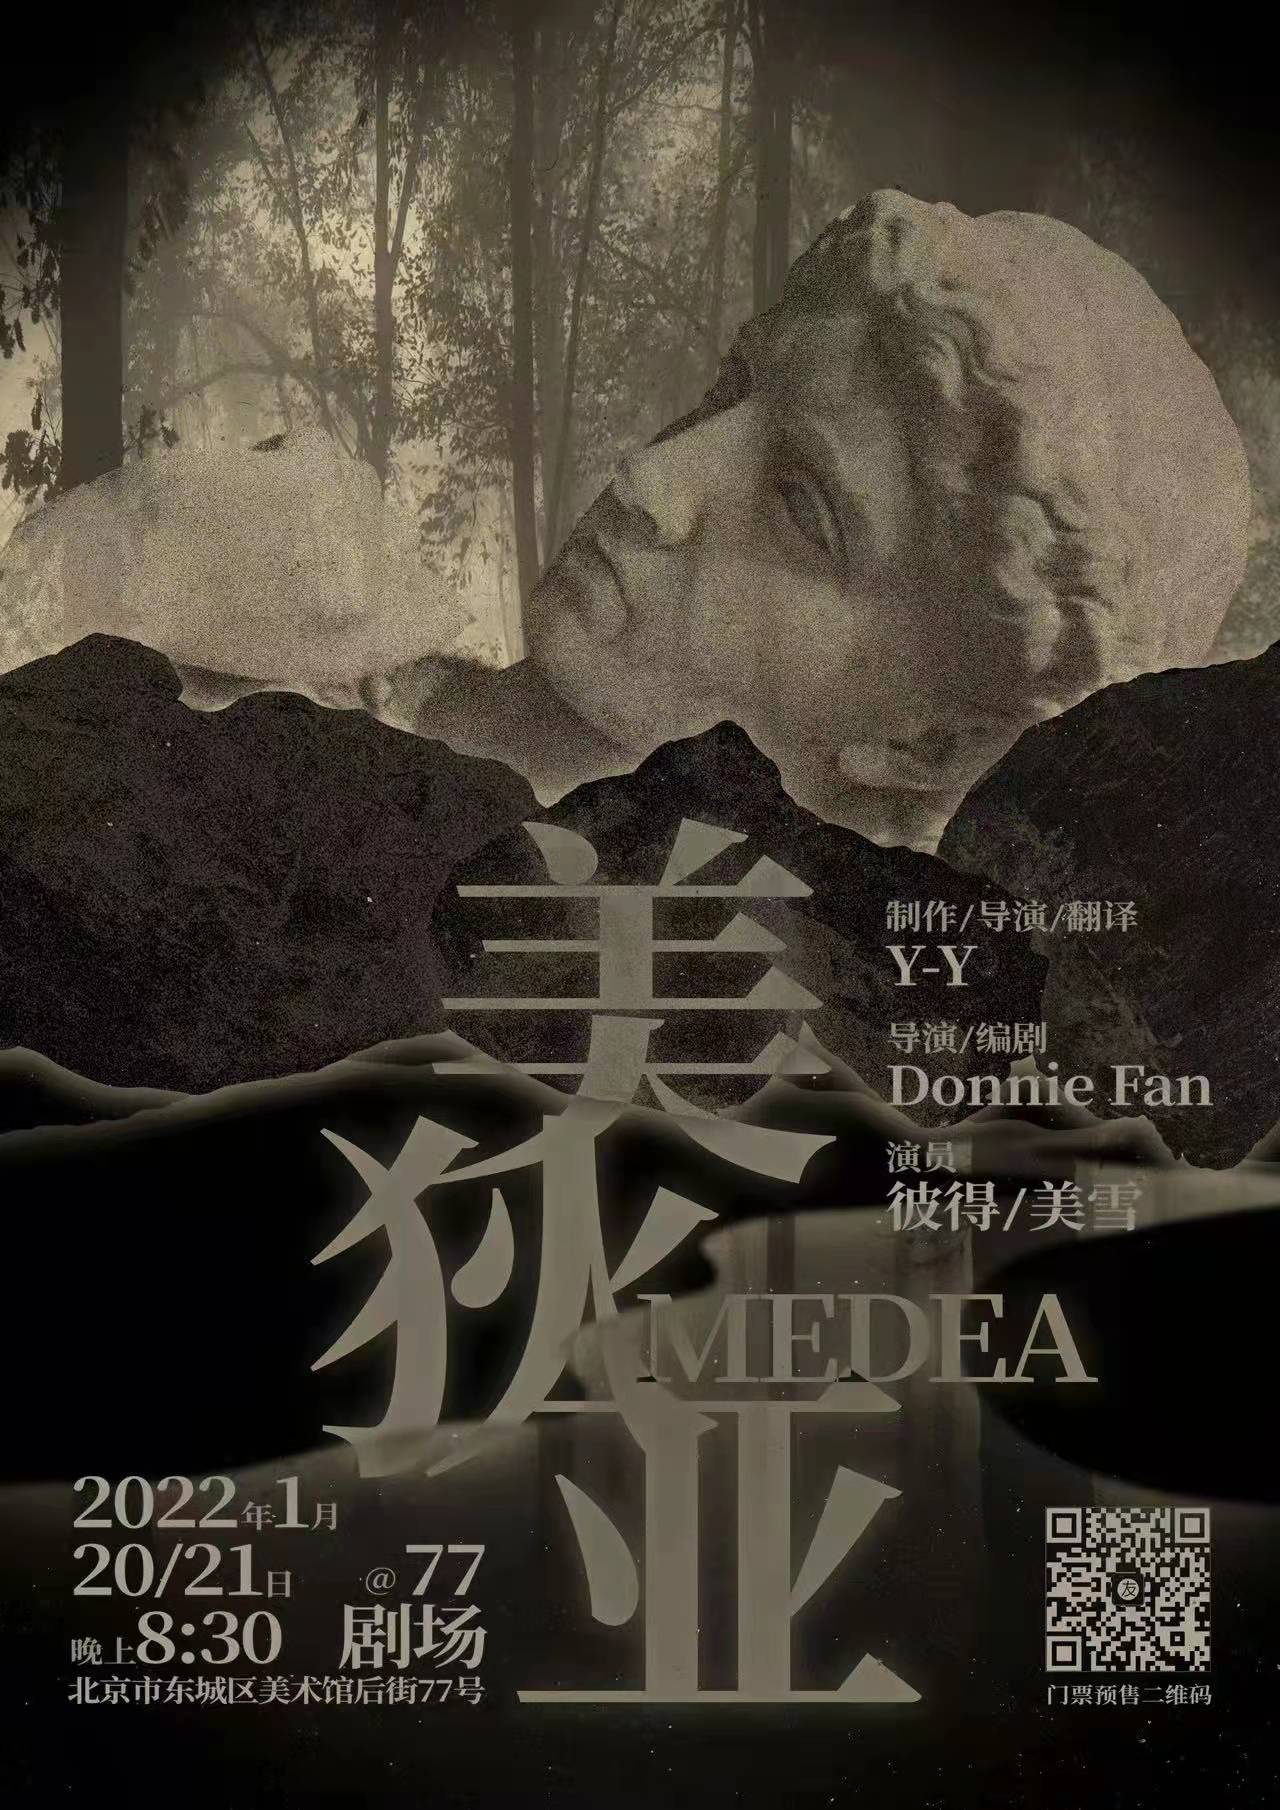 美狄亚
MEDEA
制作/导演/翻译
Y-Y
导演/编剧
Donnie Fan
演员
彼得/美雪
2022年1月
20/21日
晚上8:30
@77
剧场
北京市东城区美术馆后街77号
友
门票预售二维码